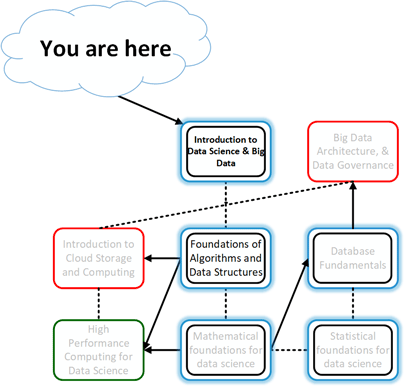 You are here
Introduction to
Data Science & Big
Data
Big Data
Architecture, &
Data Governance
Introduction to
Cloud Storage
and Computing
Foundations of
Algorithms and
Data Structures
Database
Fundamentals
High
Performance
Computing for
Data Science
Mathematical
foundations for
data science
Statistical
foundations for
data science